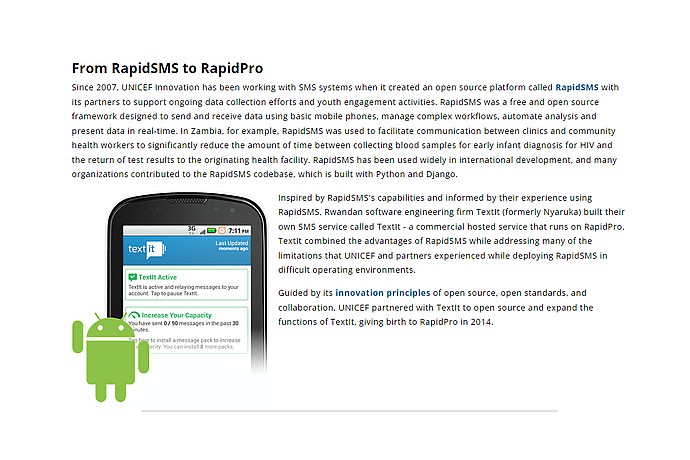 From RapidSMS to RapidPro
Since 2007, UNICEF Innovation has been working with SMS systems when it created an open source platform called RapidSMS with
its partners to support ongoing data collection efforts and youth engagement activities. RapidSMS was a free and open source
framework designed to send and receive data using basic mobile phones, manage complex workflows, automate analysis and
present data in real-time. In Zambia, for example, RapidSMS was used to facilitate communication between clinics and community
health workers to significantly reduce the amount of time between collecting blood samples for early infant diagnosis for HIV and
the return of test results to the originating health facility. RapidSMS has been used widely in international development, and many
organizations contributed to the RapidSMS codebase, which is built with Python and Django.
Inspired by RapidSMS's capabilities and informed by their experience using
RapidSMS, Rwandan software engineering firm TextIt (formerly Nyaruka) built their
own SMS service called TextIt - a commercial hosted service that runs on RapidPro.
TextIt combined the advantages of RapidSMS while addressing many of the
limitations that UNICEF and partners experienced while deploying RapidSMS in
difficult operating environments.
Guided by its innovation principles of open source, open standards, and
collaboration, UNICEF partnered with TextIt to open source and expand the
functions of TextIt, giving birth to RapidPro in 2014.
3G 7:11 PM
textit
Last Updated
moments ago
TextIt Active
TextIt is active and relaying messages to your
account. Tap to pause TextIt.
Increase Your Capacity
You have sent 0 / 90 messages in the past 30
minutes.
here to install a message pack to increase
capacity. You can install 8 more packs.